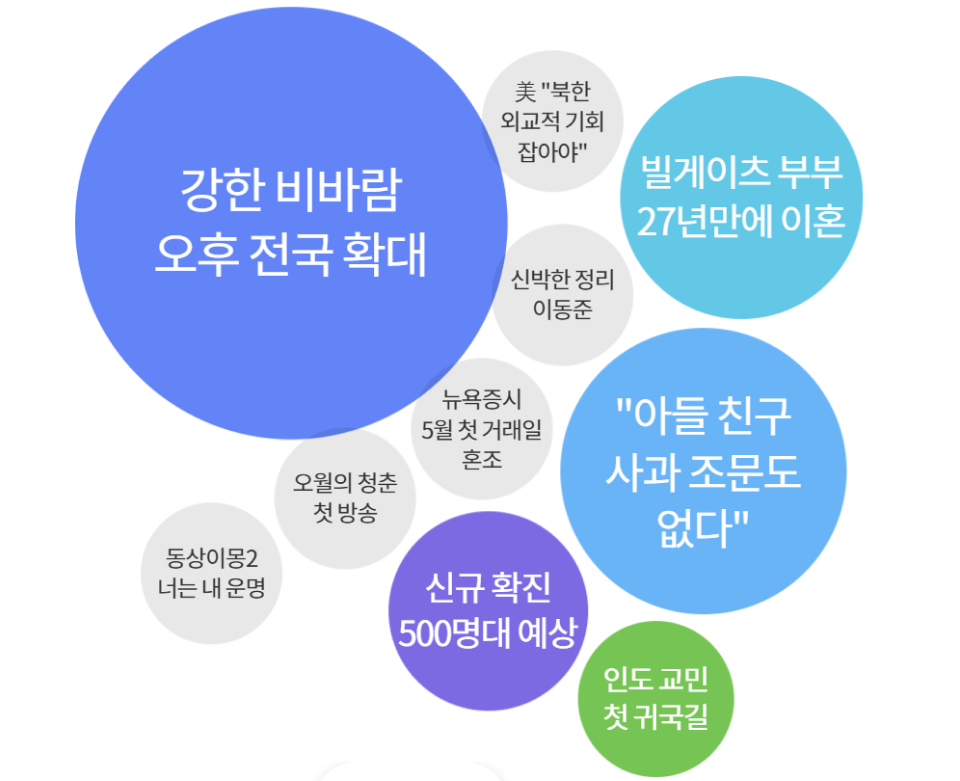 강한 비바람
오후 전국 확대
美 "북한
외교적 기회
잡아야"
빌게이츠 부부
27년만에 이혼
신박한 정리
이동준
"아들 친구
사과 조문도
없다"
뉴욕증시
5월 첫 거래일
혼조
오월의 청춘
첫 방송
동상이몽2
너는 내 운명
신규 확진
500명대 예상
인도 교민
첫 귀국길